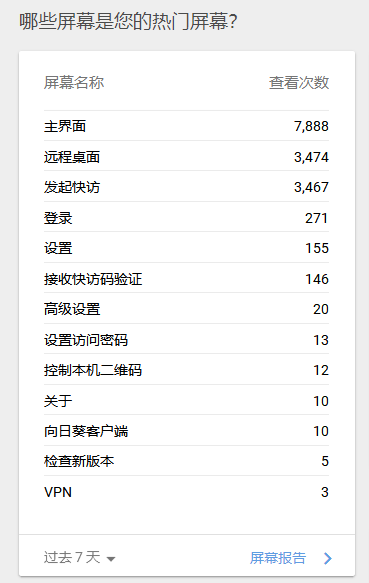 哪些屏幕是您的热门屏幕?
屏幕名称 查看次数
主界面 7,888
远程桌面 3,474
发起快访 3,467
登录 271
设置 155
接收快访码验证 146
高级设置 20
设置访问密码 13
控制本机二维码 12
关于 10
向日葵客户端 10
检查新版本 5
VPN 3
过去 7 天 屏幕报告